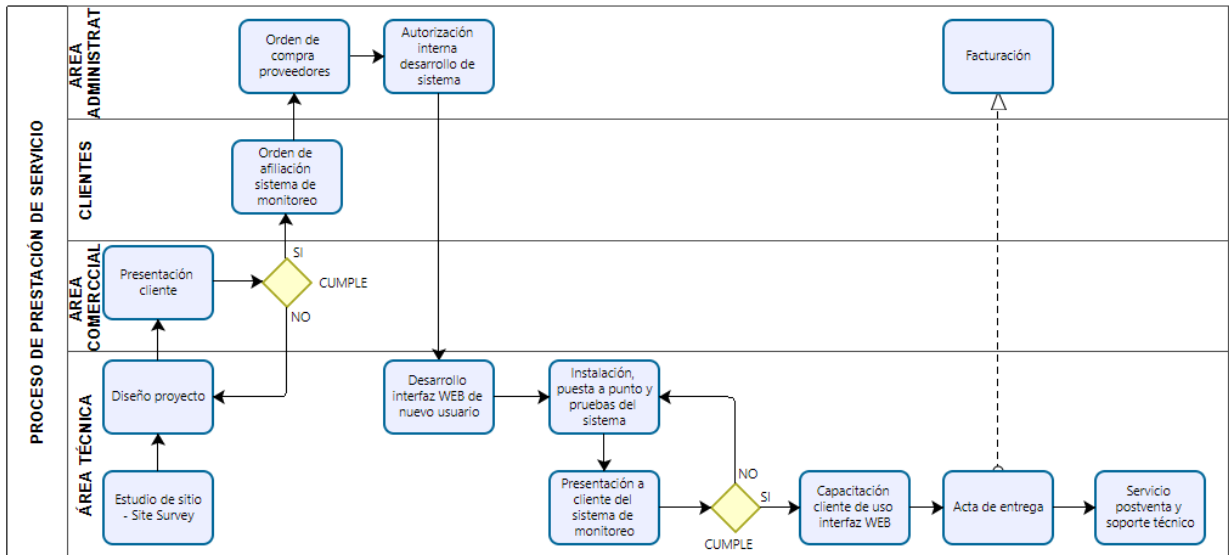 PROCESO DE PRESTACIÓN DE SERVICIO
AREA
ADMINISTRAT
Orden de
compra
proveedores
Autorización
interna
desarrollo de
sistema
Facturación
CLIENTES
Orden de
afiliación
sistema de
monitoreo
AREA
COMERCCIAL
Presentación
cliente
SI
CUMPLE
NO
ÁREA TÉCNICA
Diseño proyecto
Desarrollo
interfaz WEB de
nuevo usuario
Instalación,
puesta a punto y
pruebas del
sistema
Estudio de sitio
- Site Survey
Presentación a
cliente del
sistema de
monitoreo
NO
SI
CUMPLE
Capacitación
cliente de uso
interfaz WEB
Acta de entrega
Servicio
postventa y
soporte técnico